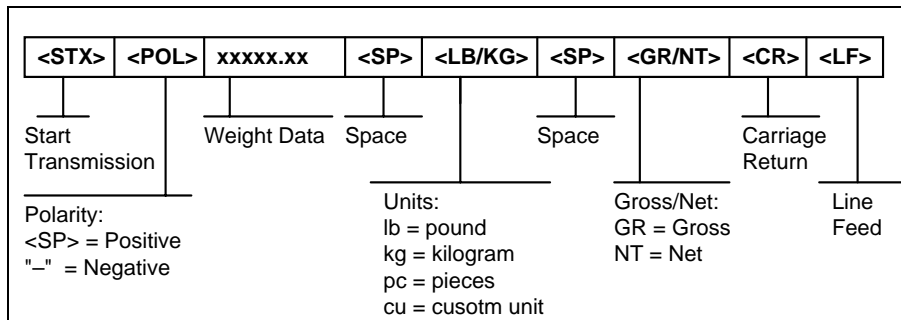 <STX> <POL> xxxxx.xx <SP> <LB/KG> <SP> <GR/NT> <CR> <LF>
Start
Transmission
Weight Data
Space
Space
Carriage
Return
Polarity:
<SP> = Positive
"–" = Negative
Units:
lb = pound
kg = kilogram
pc = pieces
cu = cusotm unit
Gross/Net:
GR = Gross
NT = Net
Line
Feed